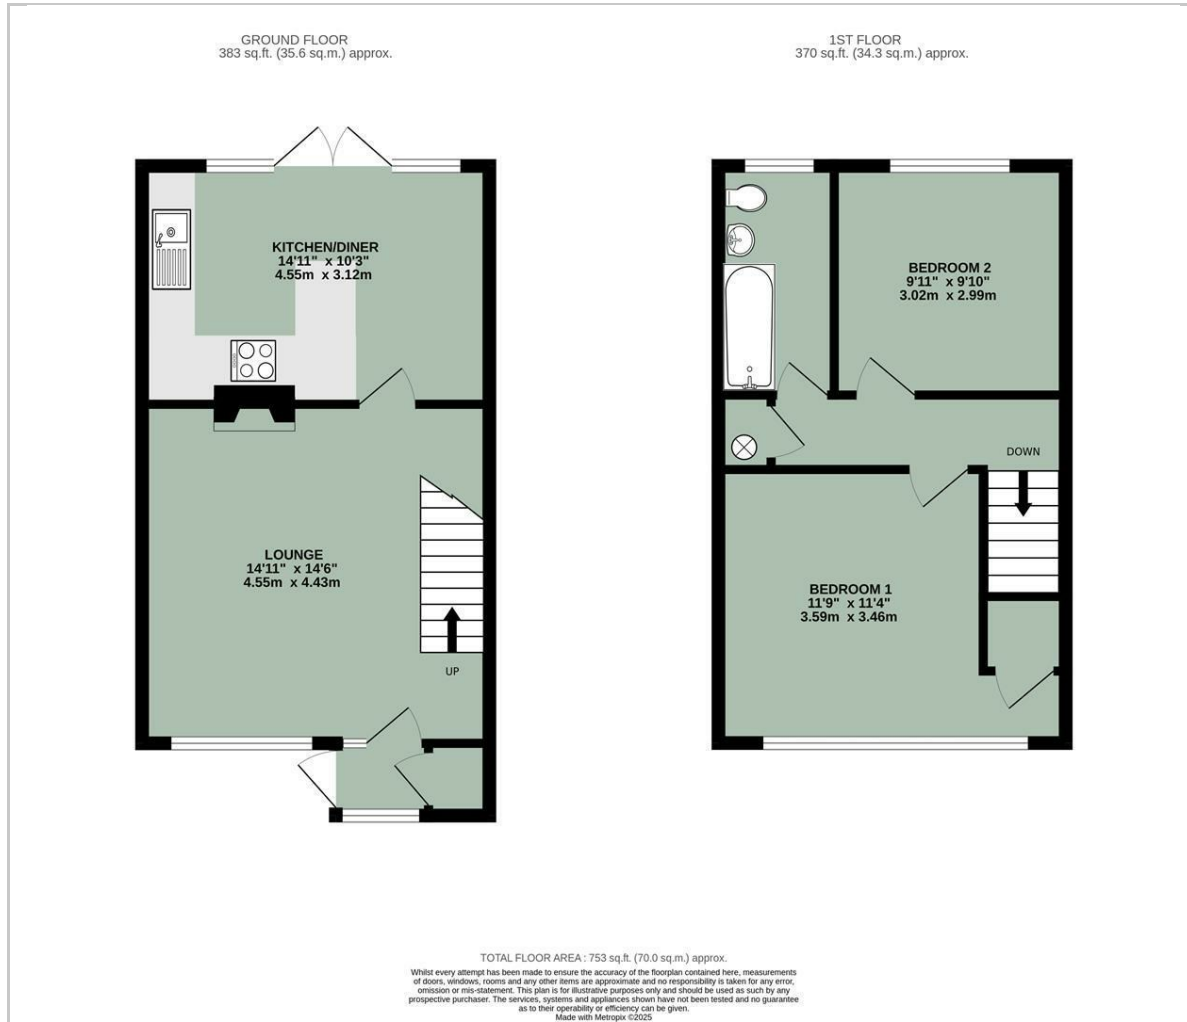 GROUND FLOOR
383 sq.ft. (35.6 sq.m.) approx.
1ST FLOOR
370 sq.ft. (34.3 sq.m.) approx.
KITCHEN/DINER
14'11" x 10'3"
4.55m x 3.12m
LOUNGE
14'11" x 14'6"
4.55m x 4.43m
UP
BEDROOM 2
9'11" x 9'10"
3.02m x 2.99m
DOWN
BEDROOM 1
11'9" x 11'4"
3.59m x 3.46m
TOTAL FLOOR AREA : 753 sq.ft. (70.0 sq.m.) approx.
Whilst every attempt has been made to ensure the accuracy of the floorplan contained here, measurements
of doors, windows, rooms and any other items are approximate and no responsibility is taken for any error,
omission or mis-statement. This plan is for illustrative purposes only and should be used as such by any
prospective purchaser. The services, systems and appliances shown have not been tested and no guarantee
as to their operability or efficiency can be given.
Made with Metropix ©2025